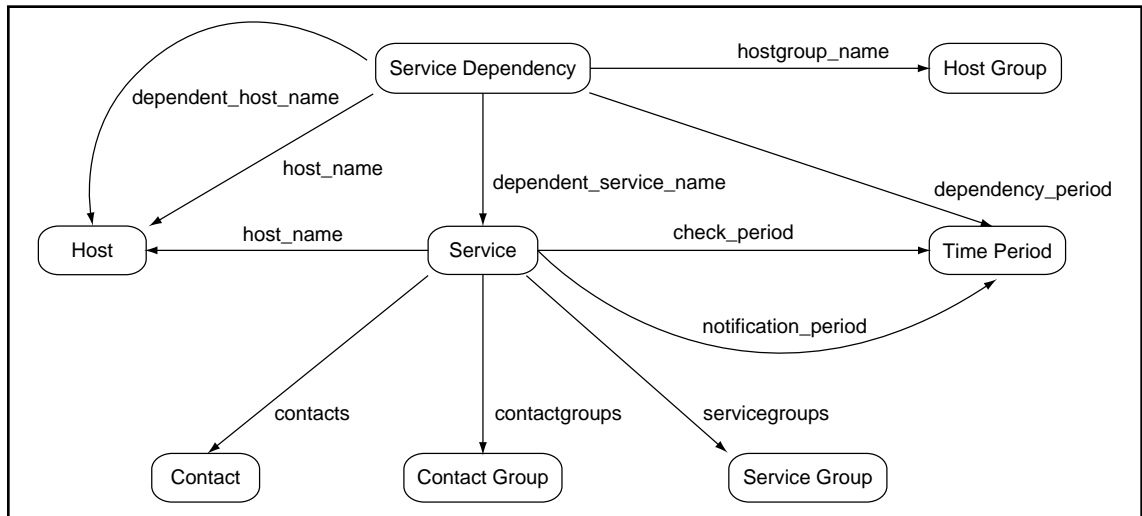 hostgroup_name
Service Dependency
Host Group
dependent_host_name
host_name
dependent_service_name
dependency_period
host_name
check_period
Host
Service
Time Period
notification_period
contacts
contactgroups
servicegroups
Contact
Contact Group
Service Group